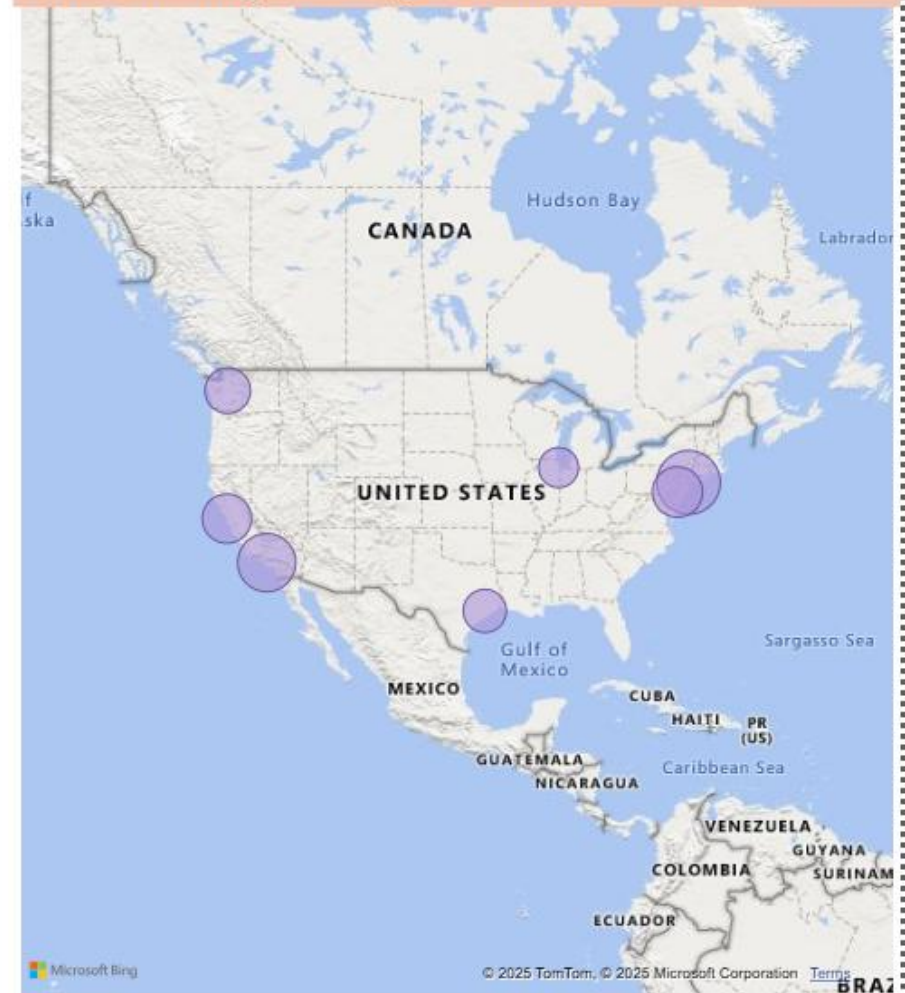 Hudson Bay
ska
CANADA
Labrador
UNITED STATES
Sargasso Sea
Gulf of
Mexico
MEXICO
CUBA
HAITI
PR
(US)
GUATEMALA
Caribbean Sea
NICARAGUA
VENEZUELA
GUYANA
COLOMBIA
SURINAM
ECUADOR
Microsoft Bing
© 2025 TomTom, © 2025 Microsoft Corporation Terms
BRAZ